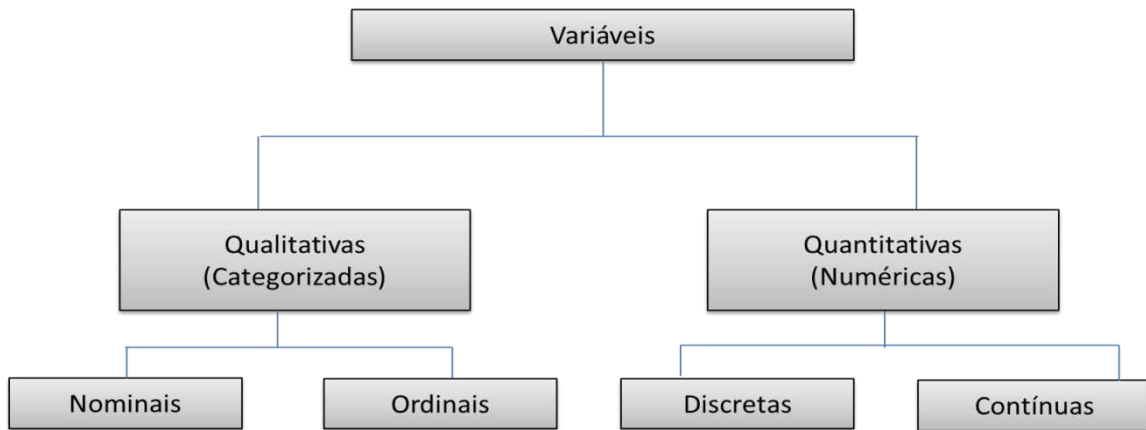 Variáveis
Qualitativas
(Categorizadas)
Quantitativas
(Numéricas)
Nominais
Ordinais
Discretas
Contínuas